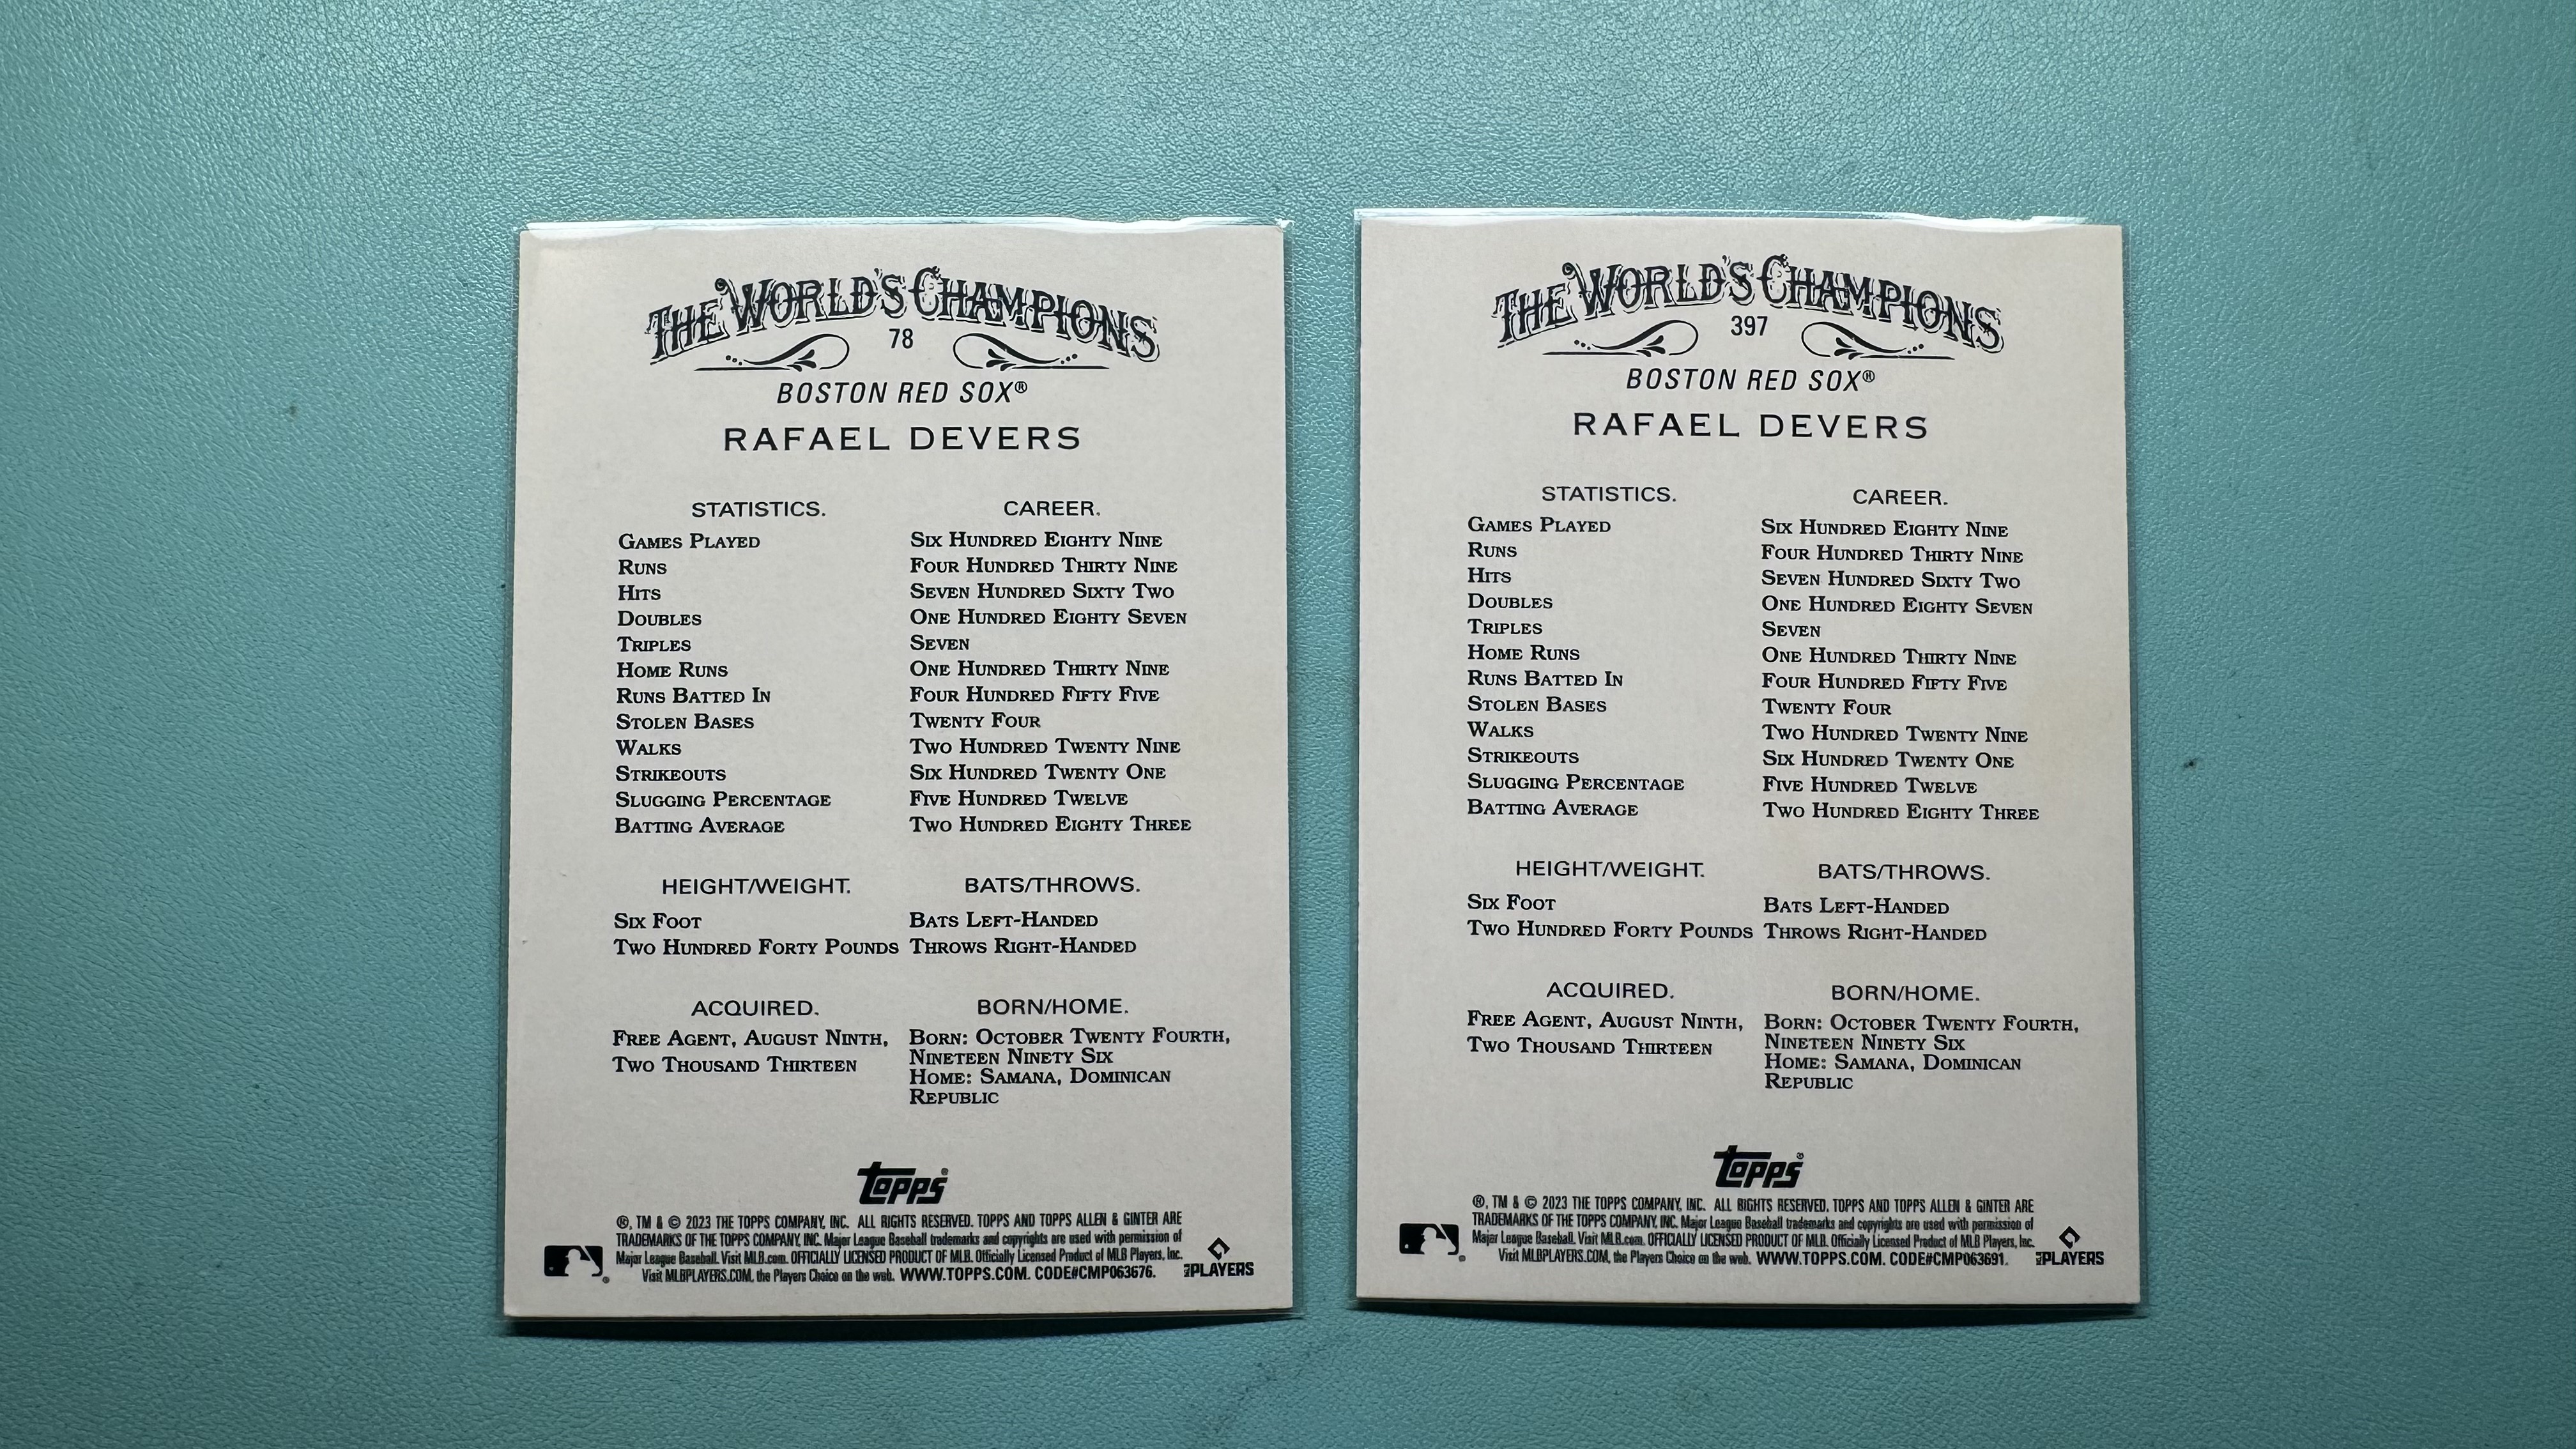 THE WORLD'S CHAMPIONS
78
BOSTON RED SOX®
RAFAEL DEVERS
STATISTICS. CAREER.
GAMES PLAYED SIX HUNDRED EIGHTY NINE
RUNS FOUR HUNDRED THIRTY NINE
HITS SEVEN HUNDRED SIXTY TWO
DOUBLES ONE HUNDRED EIGHTY SEVEN
TRIPLES SEVEN
HOME RUNS ONE HUNDRED THIRTY NINE
RUNS BATTED IN FOUR HUNDRED FIFTY FIVE
STOLEN BASES TWENTY FOUR
WALKS TWO HUNDRED TWENTY NINE
STRIKEOUTS SIX HUNDRED TWENTY ONE
SLUGGING PERCENTAGE FIVE HUNDRED TWELVE
BATTING AVERAGE TWO HUNDRED EIGHTY THREE
HEIGHT/WEIGHT. BATS/THROWS.
SIX FOOT BATS LEFT-HANDED
TWO HUNDRED FORTY POUNDS THROWS RIGHT-HANDED
ACQUIRED. BORN/HOME.
FREE AGENT, AUGUST NINTH, BORN: OCTOBER TWENTY FOURTH,
TWO THOUSAND THIRTEEN NINETEEN NINETY SIX
HOME: SAMANA, DOMINICAN
REPUBLIC
Topps®
®, TM & © 2023 THE TOPPS COMPANY, INC. ALL RIGHTS RESERVED. TOPPS AND TOPPS ALLEN & GINTER ARE
TRADEMARKS OF THE TOPPS COMPANY, INC. Major League Baseball trademarks and copyrights are used with permission of
Major League Baseball. Visit MLB.com. OFFICIALLY LICENSED PRODUCT OF MLB. Officially Licensed Product of MLB Players, Inc.
Visit MLBPLAYERS.COM, the Players Choice on the web. WWW.TOPPS.COM. CODE#CMP063676.
PLAYERS
THE WORLD'S CHAMPIONS
397
BOSTON RED SOX®
RAFAEL DEVERS
STATISTICS. CAREER.
GAMES PLAYED SIX HUNDRED EIGHTY NINE
RUNS FOUR HUNDRED THIRTY NINE
HITS SEVEN HUNDRED SIXTY TWO
DOUBLES ONE HUNDRED EIGHTY SEVEN
TRIPLES SEVEN
HOME RUNS ONE HUNDRED THIRTY NINE
RUNS BATTED IN FOUR HUNDRED FIFTY FIVE
STOLEN BASES TWENTY FOUR
WALKS TWO HUNDRED TWENTY NINE
STRIKEOUTS SIX HUNDRED TWENTY ONE
SLUGGING PERCENTAGE FIVE HUNDRED TWELVE
BATTING AVERAGE TWO HUNDRED EIGHTY THREE
HEIGHT/WEIGHT. BATS/THROWS.
SIX FOOT BATS LEFT-HANDED
TWO HUNDRED FORTY POUNDS THROWS RIGHT-HANDED
ACQUIRED. BORN/HOME.
FREE AGENT, AUGUST NINTH, BORN: OCTOBER TWENTY FOURTH,
TWO THOUSAND THIRTEEN NINETEEN NINETY SIX
HOME: SAMANA, DOMINICAN
REPUBLIC
Topps®
®, TM & © 2023 THE TOPPS COMPANY, INC. ALL RIGHTS RESERVED. TOPPS AND TOPPS ALLEN & GINTER ARE
TRADEMARKS OF THE TOPPS COMPANY, INC. Major League Baseball trademarks and copyrights are used with permission of
Major League Baseball. Visit MLB.com. OFFICIALLY LICENSED PRODUCT OF MLB. Officially Licensed Product of MLB Players, Inc.
Visit MLBPLAYERS.COM, the Players Choice on the web. WWW.TOPPS.COM. CODE#CMP063691.
PLAYERS